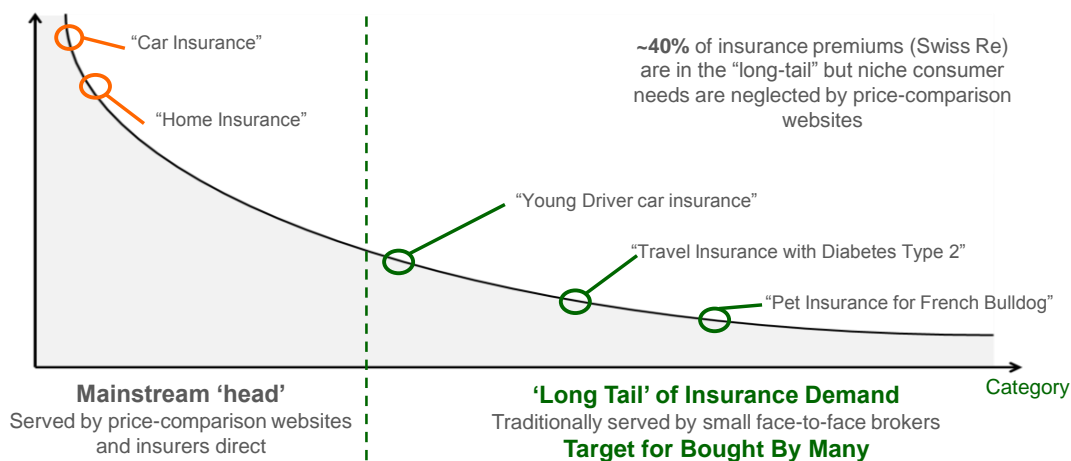 “Car Insurance”
“Home Insurance”
~40% of insurance premiums (Swiss Re)
are in the “long-tail” but niche consumer
needs are neglected by price-comparison
websites
“Young Driver car insurance”
“Travel Insurance with Diabetes Type 2”
“Pet Insurance for French Bulldog”
Category
Mainstream ‘head’
Served by price-comparison websites
and insurers direct
‘Long Tail’ of Insurance Demand
Traditionally served by small face-to-face brokers
Target for Bought By Many